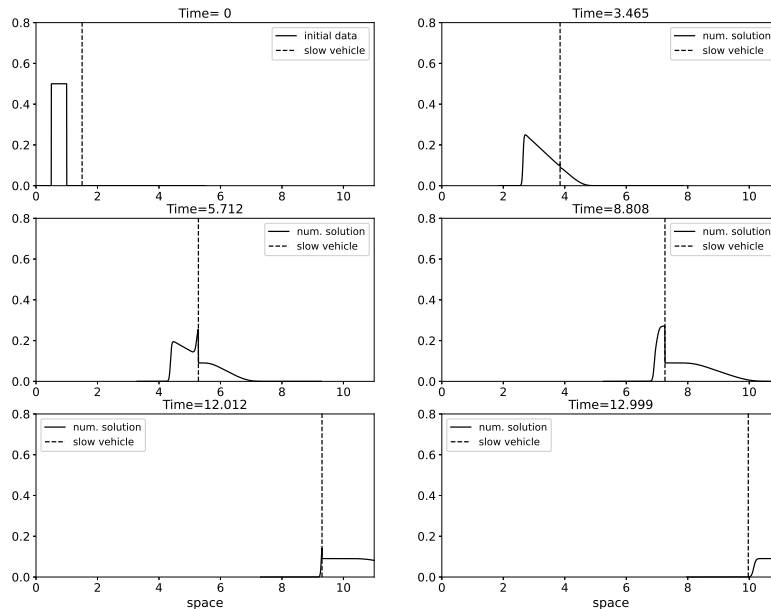 Time= 0
0.8
0.6
0.4
0.2
0.0
0 2 4 6 8 10
initial data
slow vehicle
Time=3.465
0.8
0.6
0.4
0.2
0.0
0 2 4 6 8 10
num. solution
slow vehicle
Time=5.712
0.8
0.6
0.4
0.2
0.0
0 2 4 6 8 10
num. solution
slow vehicle
Time=8.808
0.8
0.6
0.4
0.2
0.0
0 2 4 6 8 10
num. solution
slow vehicle
Time=12.012
0.8
0.6
0.4
0.2
0.0
0 2 4 6 8 10
space
num. solution
slow vehicle
Time=12.999
0.8
0.6
0.4
0.2
0.0
0 2 4 6 8 10
space
num. solution
slow vehicle